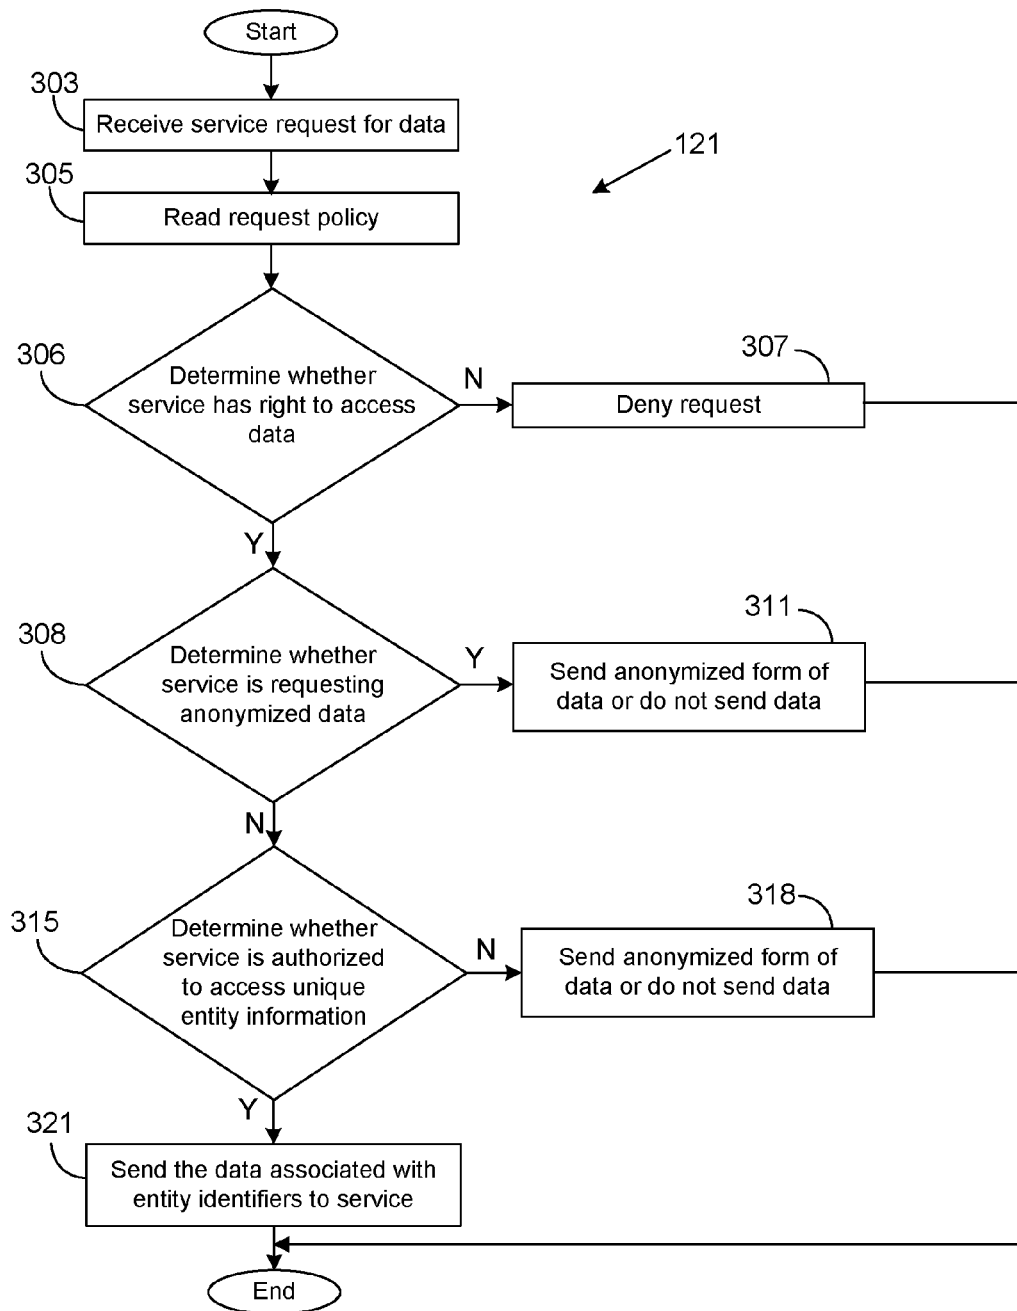 Start
303
Receive service request for data
121
305
Read request policy
306
Determine whether
service has right to access
data
N
307
Deny request
Y
308
Determine whether
service is requesting
anonymized data
Y
311
Send anonymized form of
data or do not send data
N
315
Determine whether
service is authorized
to access unique
entity information
N
318
Send anonymized form of
data or do not send data
Y
321
Send the data associated with
entity identifiers to service
End